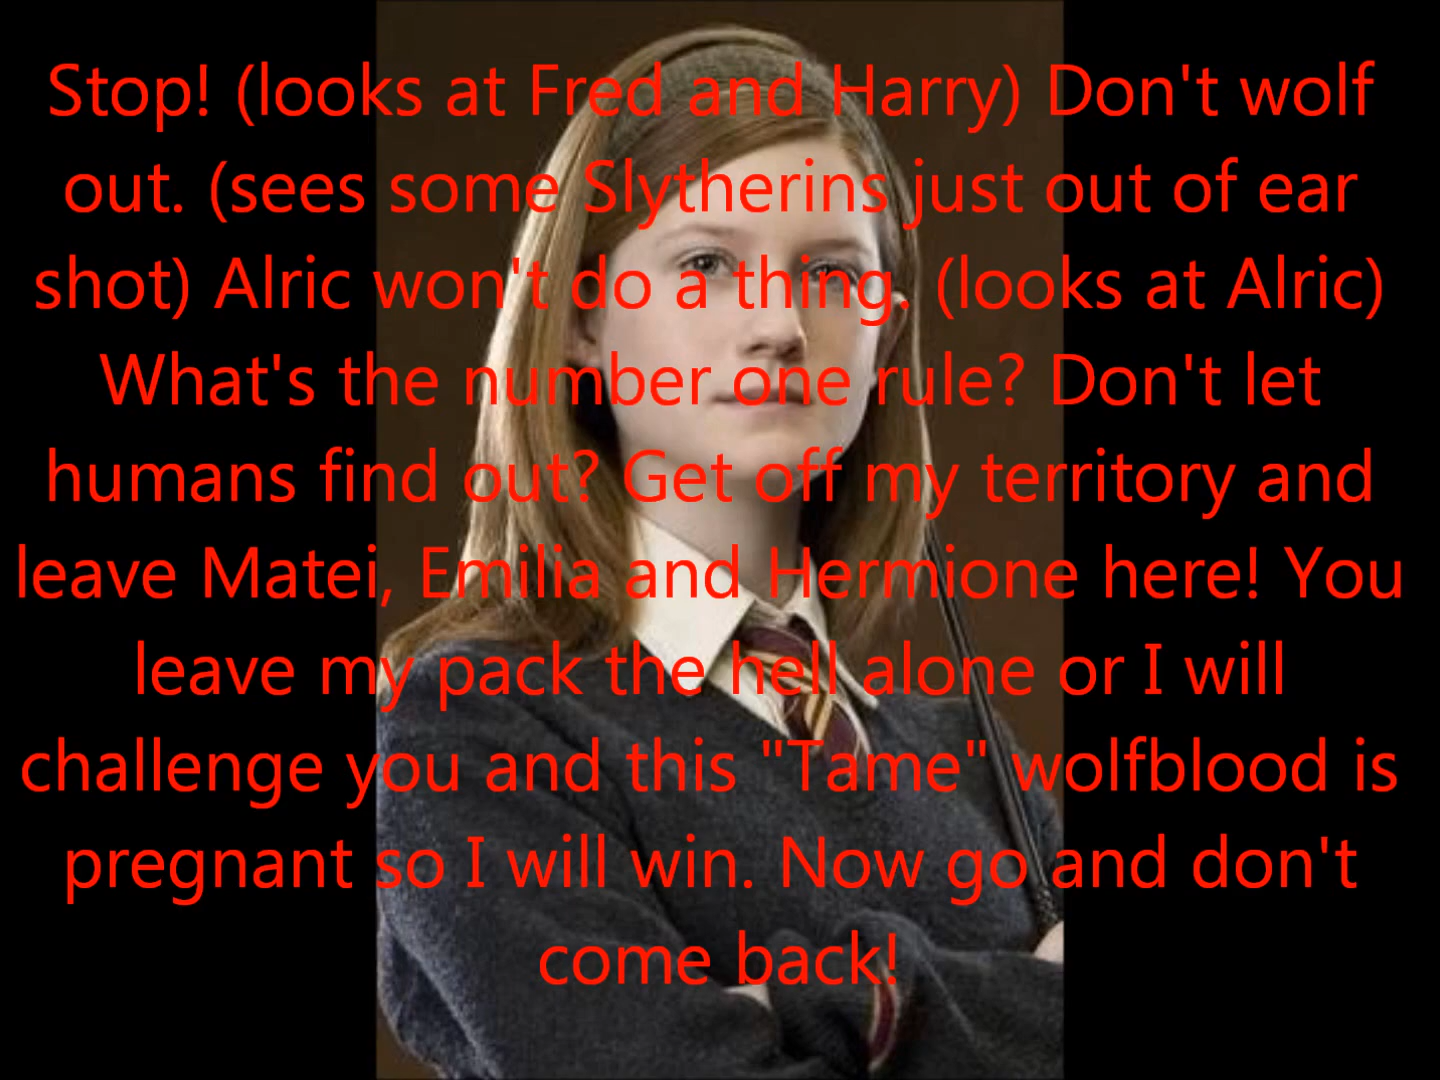 Stop! (looks at Fred and Harry) Don't wolf
out. (sees some Slytherins just out of ear
shot) Alric won't do a thing. (looks at Alric)
What's the number one rule? Don't let
humans find out? Get off my territory and
leave Matei, Emilia and Hermione here! You
leave my pack the hell alone or I will
challenge you and this "Tame" wolfblood is
pregnant so I will win. Now go and don't
come back!